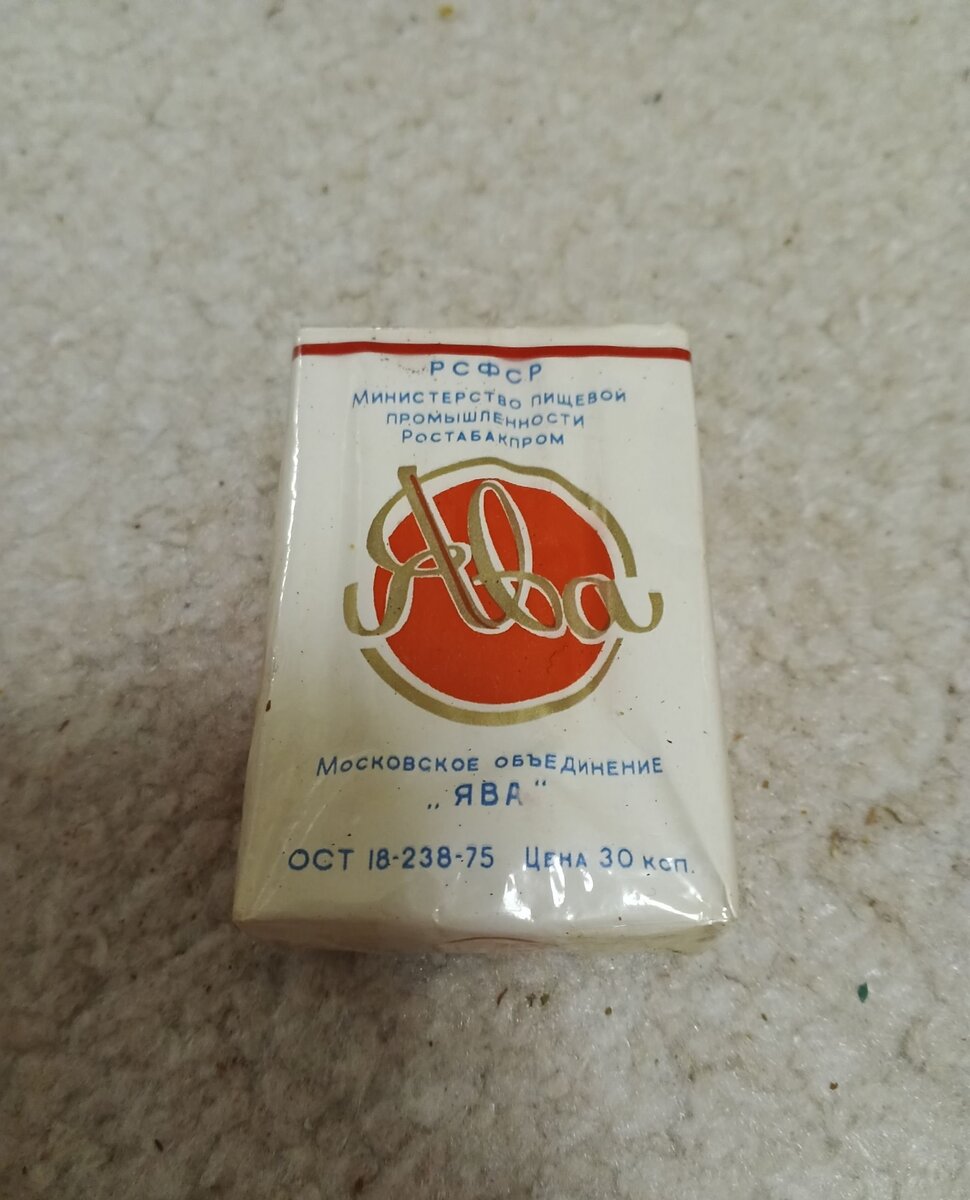 РСФСР
Министерство пищевой
промышленности
Ростабакпром
Ява
Московское объединение
„ЯВА“
ОСТ 18-238-75 Цена 30 коп.